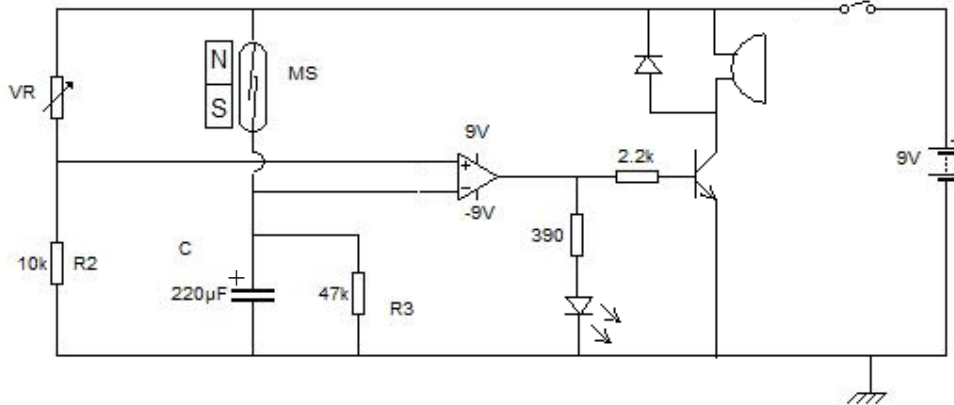 N
S
MS
VR
9V
+
−
-9V
2.2k
9V
+
390
10k
R2
C
+
220µF
47k
R3